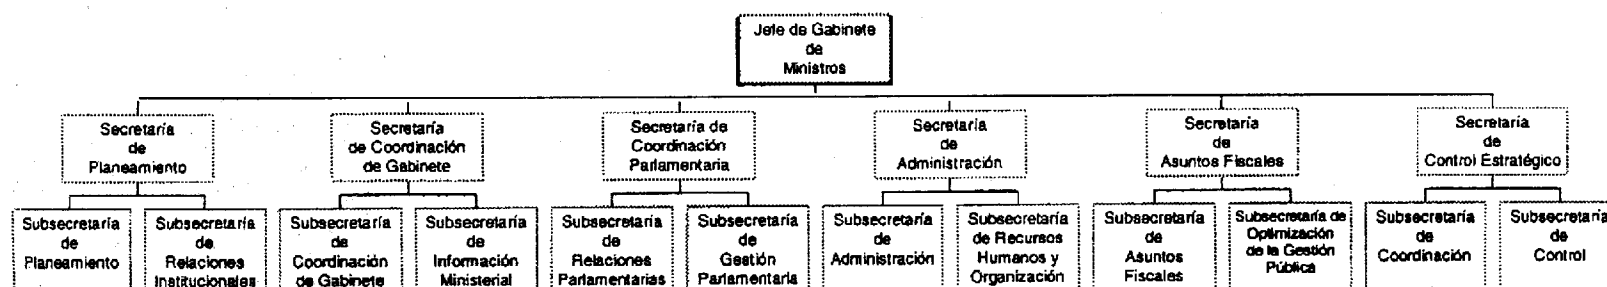 Jefe de Gabinete
de
Ministros
Secretaría
de
Planeamiento
Secretaría
de Coordinación
de Gabinete
Secretaría de
Coordinación
Parlamentaria
Secretaría
de
Administración
Secretaría
de
Asuntos Fiscales
Secretaría
de
Control Estratégico
Subsecretaría
de
Planeamiento
Subsecretaría
de
Relaciones
Institucionales
Subsecretaría
de
Coordinación
de Gabinete
Subsecretaría
de
Información
Ministerial
Subsecretaría
de
Relaciones
Parlamentarias
Subsecretaría
de
Gestión
Parlamentaria
Subsecretaría
de
Administración
Subsecretaría
de Recursos
Humanos y
Organización
Subsecretaría
de
Asuntos
Fiscales
Subsecretaría de
Optimización
de la Gestión
Pública
Subsecretaría
de
Coordinación
Subsecretaría
de
Control